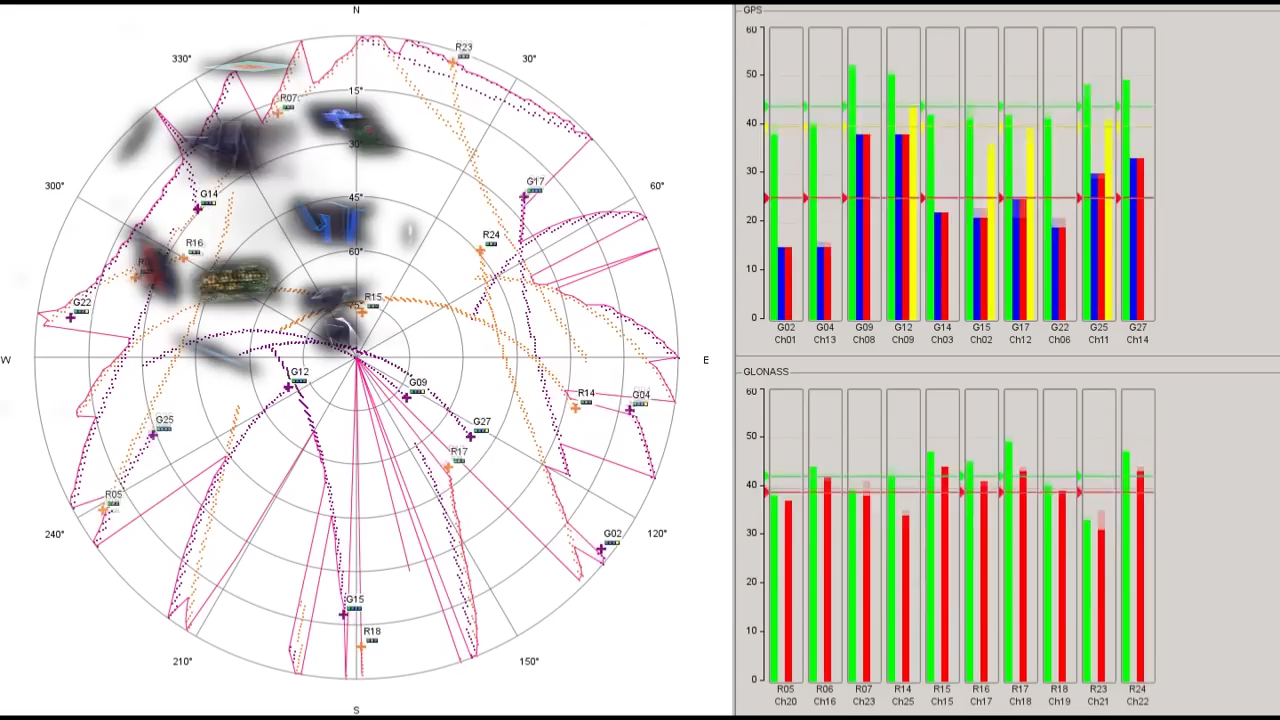 N
330°
30°
300°
60°
W
E
240°
120°
210°
150°
S
15°
30°
45°
60°
75°
R23
R07
G17
G14
R24
R16
G22
R15
G12
G09
R14
G04
G25
G27
R17
R05
G02
G15
R18
GPS
60
50
40
30
20
10
0
G02 G04 G09 G12 G14 G15 G17 G22 G25 G27
Ch01 Ch13 Ch08 Ch09 Ch03 Ch02 Ch12 Ch06 Ch11 Ch14
GLONASS
60
50
40
30
20
10
0
R05 R06 R07 R14 R15 R16 R17 R18 R23 R24
Ch20 Ch16 Ch23 Ch25 Ch15 Ch17 Ch18 Ch19 Ch21 Ch22